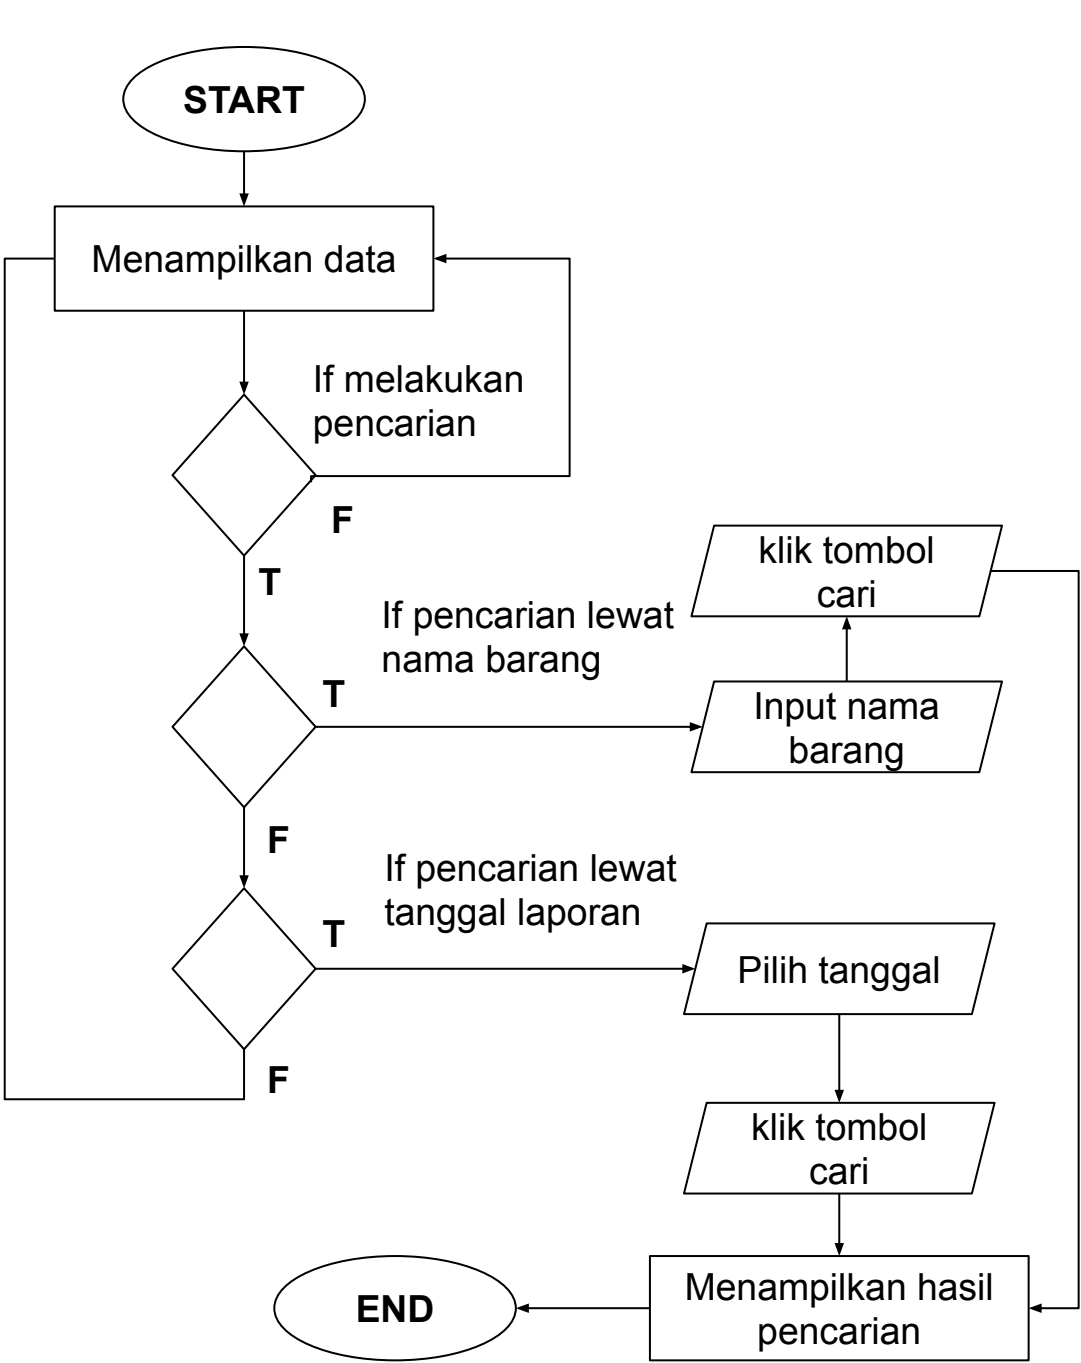 START
Menampilkan data
If melakukan
pencarian
F
T
klik tombol
cari
If pencarian lewat
nama barang
T
Input nama
barang
F
If pencarian lewat
tanggal laporan
T
Pilih tanggal
F
klik tombol
cari
Menampilkan hasil
pencarian
END